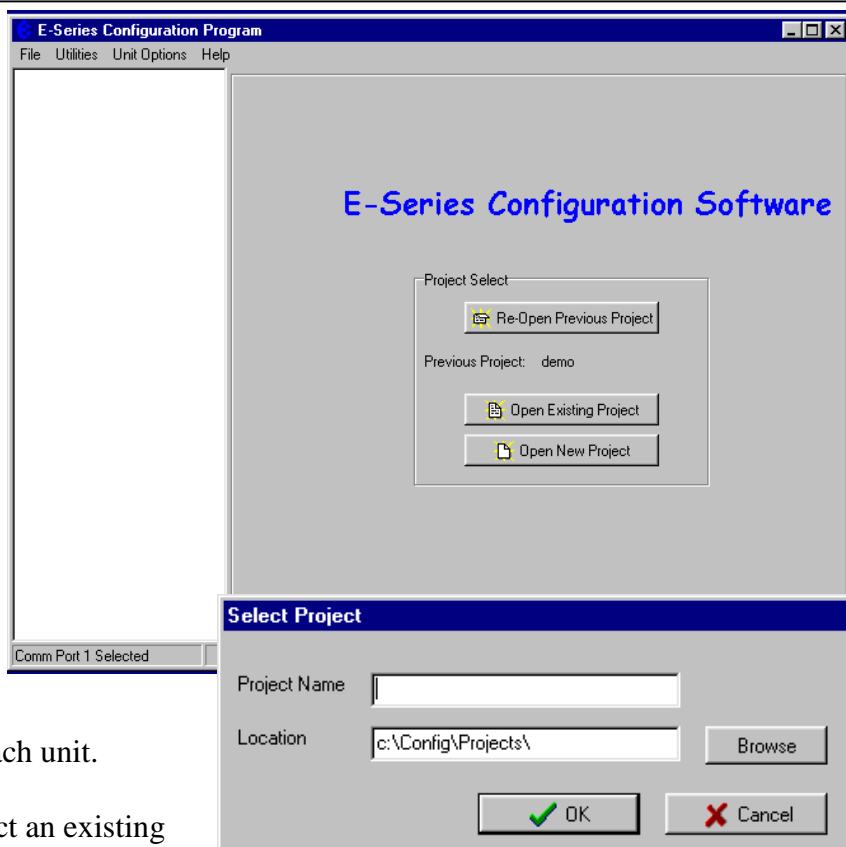 E-Series Configuration Program
File Utilities Unit Options Help
E-Series Configuration Software
Project Select
Re-Open Previous Project
Previous Project: demo
Open Existing Project
Open New Project
Comm Port 1 Selected
Select Project
Project Name
Location c:\Config\Projects\ Browse
OK Cancel
unit.
an existing